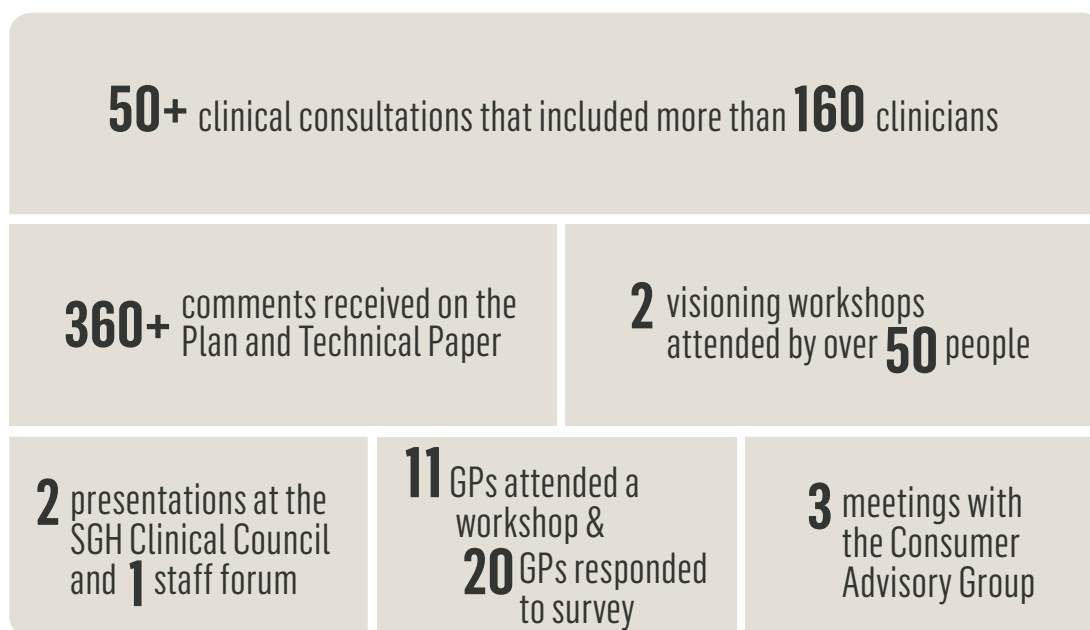 50+ clinical consultations that included more than 160 clinicians
360+ comments received on the
Plan and Technical Paper
2 visioning workshops
attended by over 50 people
2 presentations at the
SGH Clinical Council
and 1 staff forum
11 GPs attended a
workshop &
20 GPs responded
to survey
3 meetings with
the Consumer
Advisory Group